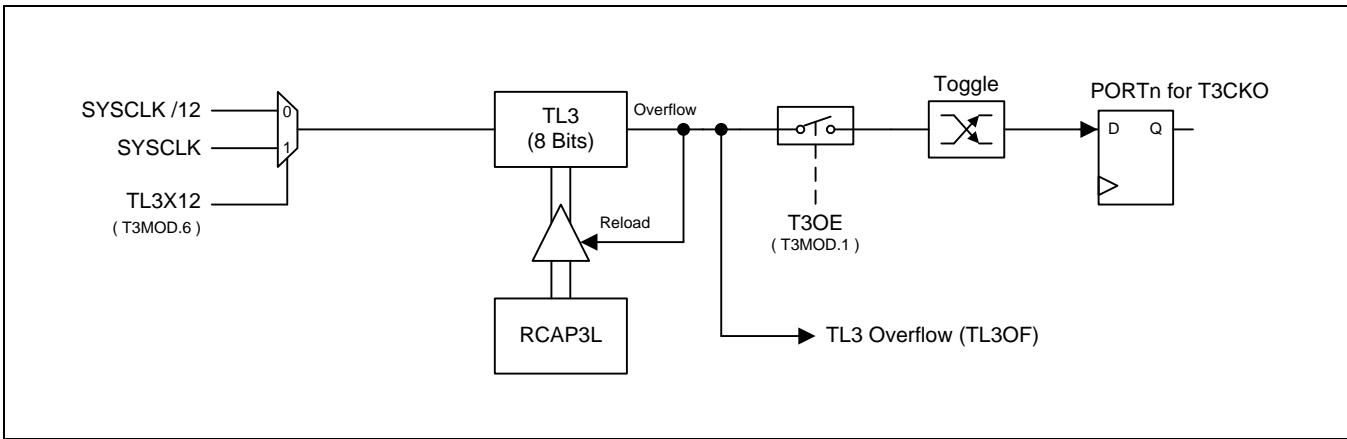 Toggle
PORTn for T3CKO
SYSCLK /12
0
TL3
(8 Bits)
Overflow
D
Q
SYSCLK
1
TL3X12
( T3MOD.6 )
Reload
T3OE
( T3MOD.1 )
RCAP3L
TL3 Overflow (TL3OF)